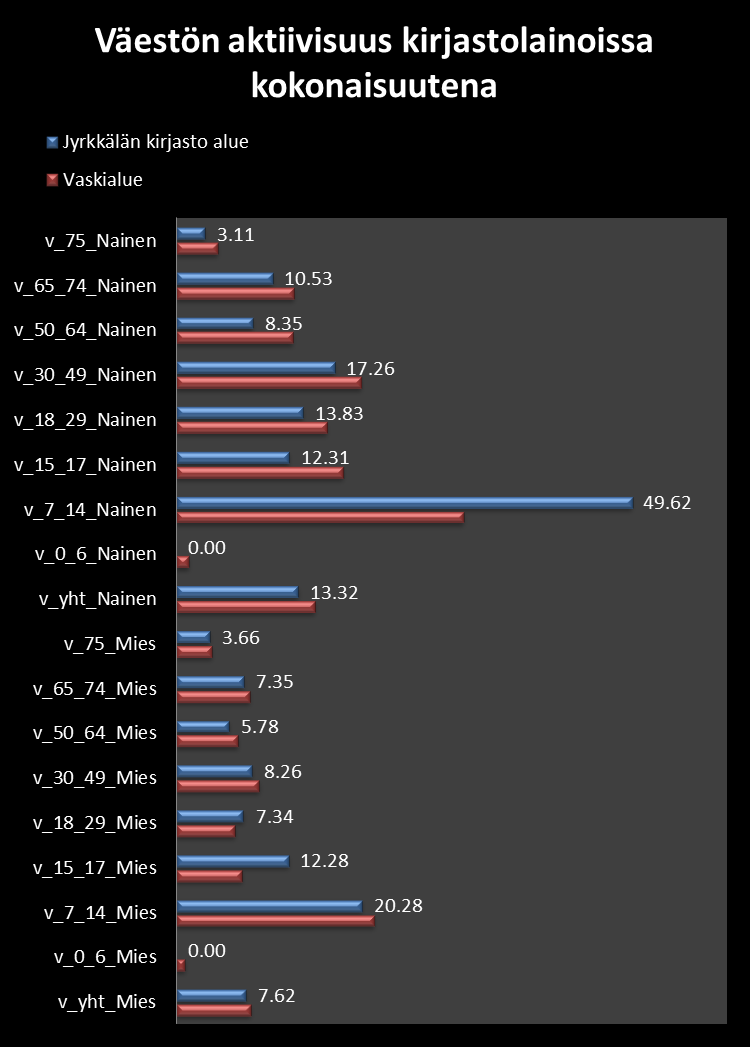 Väestön aktiivisuus kirjastolainoissa
kokonaisuutena
Jyrkkälän kirjasto alue
Vaskialue
v_75_Nainen 3.11
v_65_74_Nainen 10.53
v_50_64_Nainen 8.35
v_30_49_Nainen 17.26
v_18_29_Nainen 13.83
v_15_17_Nainen 12.31
v_7_14_Nainen 49.62
v_0_6_Nainen 0.00
v_yht_Nainen 13.32
v_75_Mies 3.66
v_65_74_Mies 7.35
v_50_64_Mies 5.78
v_30_49_Mies 8.26
v_18_29_Mies 7.34
v_15_17_Mies 12.28
v_7_14_Mies 20.28
v_0_6_Mies 0.00
v_yht_Mies 7.62